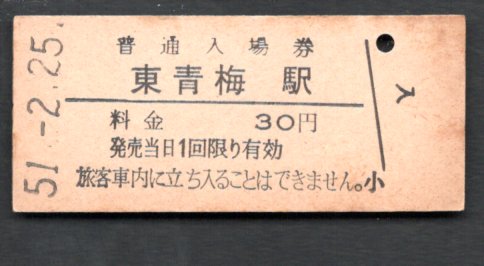 51.-2.25.
普通入場券
東青梅駅
料金 30円
発売当日1回限り有効
旅客車内に立ち入ることはできません。小
入